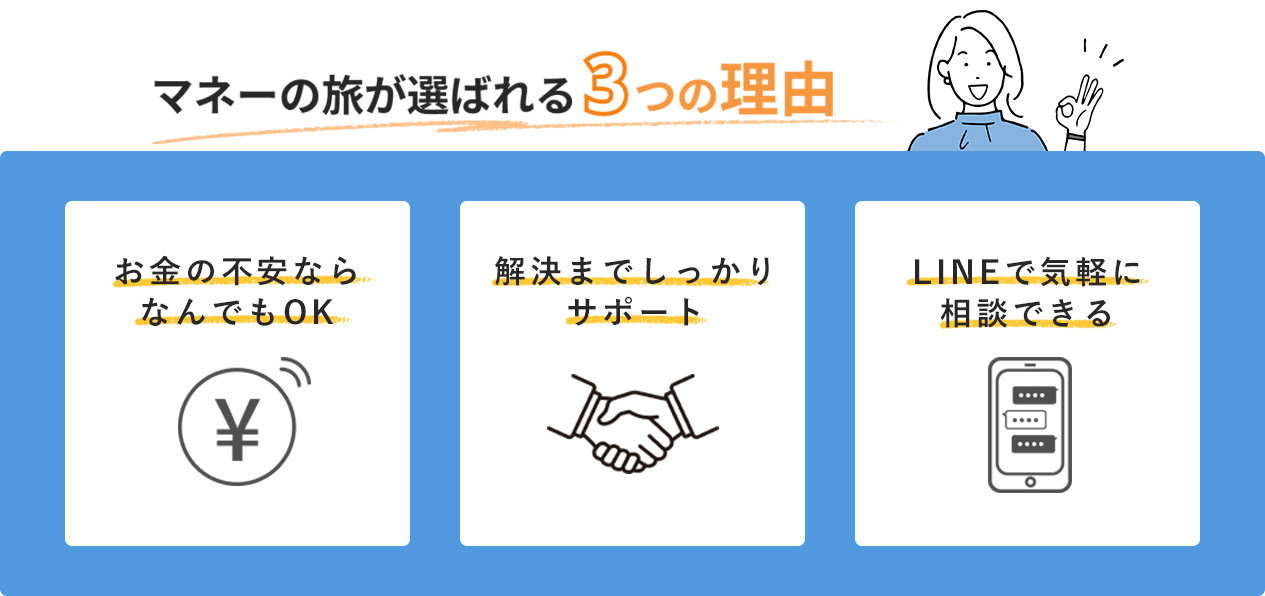 マネーの旅が選ばれる3つの理由
お金の不安なら
なんでもOK
¥
解決までしっかり
サポート
LINEで気軽に
相談できる